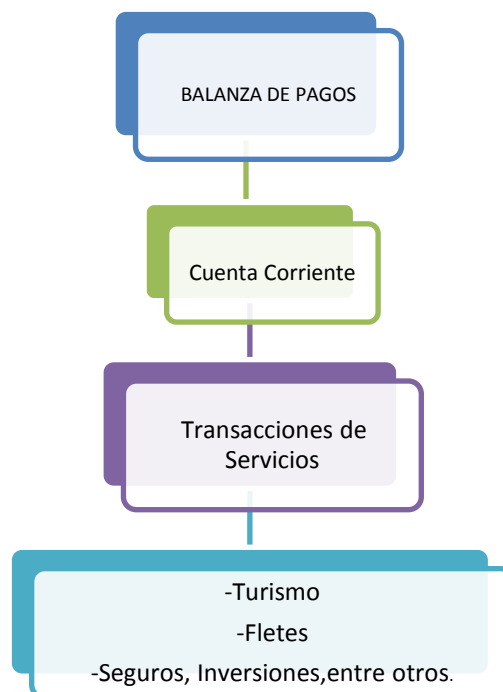 BALANZA DE PAGOS
Cuenta Corriente
Transacciones de
Servicios
-Turismo
-Fletes
-Seguros, Inversiones,entre otros.